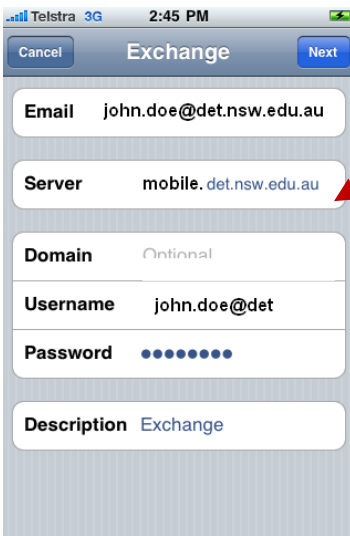 Telstra 3G 2:45 PM
Cancel Exchange Next
Email john.doe@det.nsw.edu.au
Server mobile.det.nsw.edu.au
Domain Optional
Username john.doe@det
Password ●●●●●●●●
Description Exchange